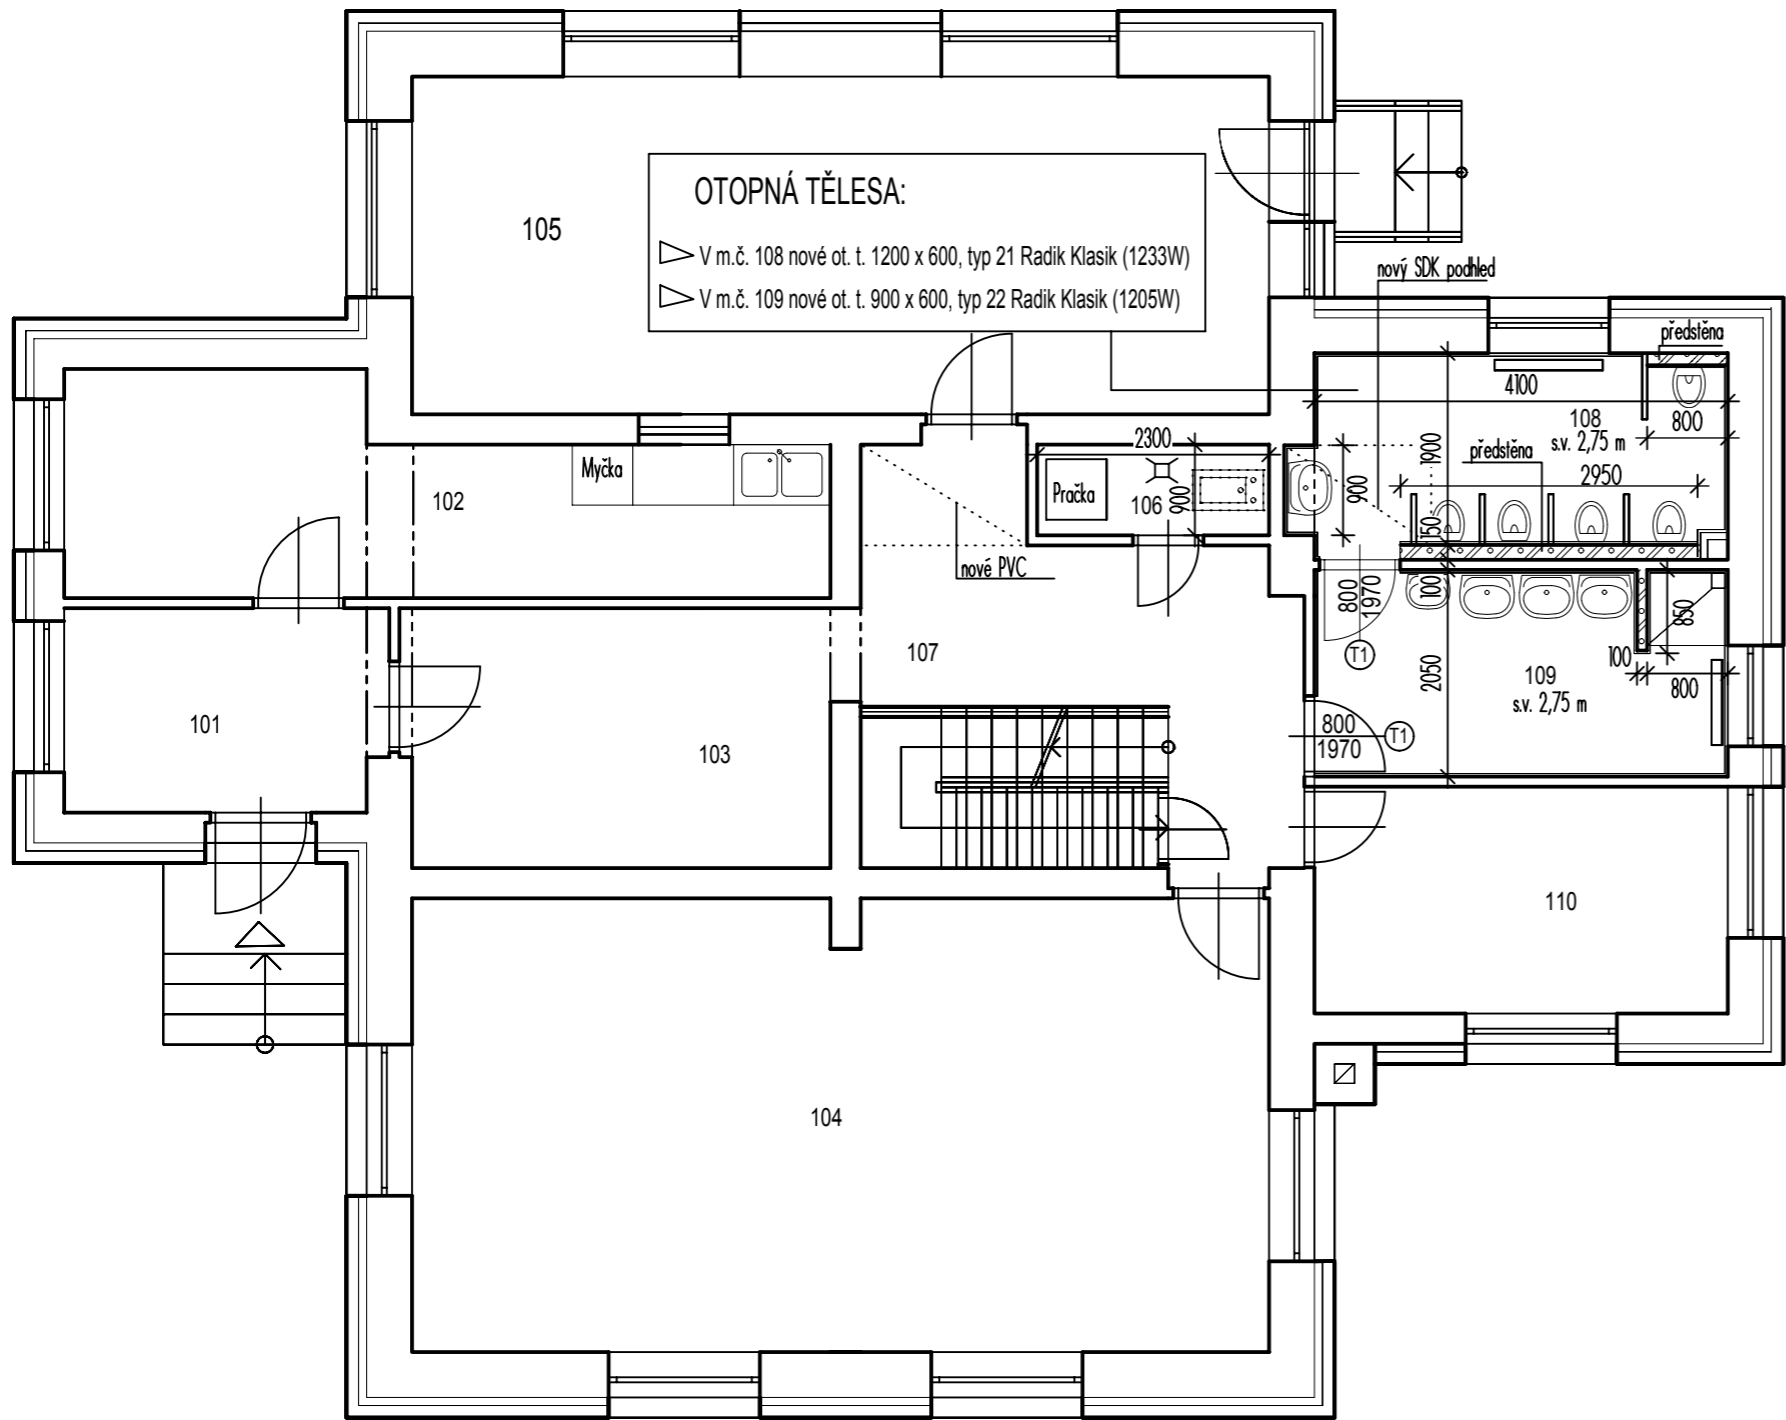 OTOPNÁ TĚLESA:
V m.č. 108 nové ot. t. 1200 x 600, typ 21 Radik Klasik (1233W)
V m.č. 109 nové ot. t. 900 x 600, typ 22 Radik Klasik (1205W)
105
nový SDK podhled
předstěna
4100
108
s.v. 2,75 m
800
1900
předstěna
2950
2300
Myčka
102
Pračka
106
900
900
150
nové PVC
800
1970
T1
100
850
107
2050
100
109
s.v. 2,75 m
800
101
103
800
1970
T1
110
104